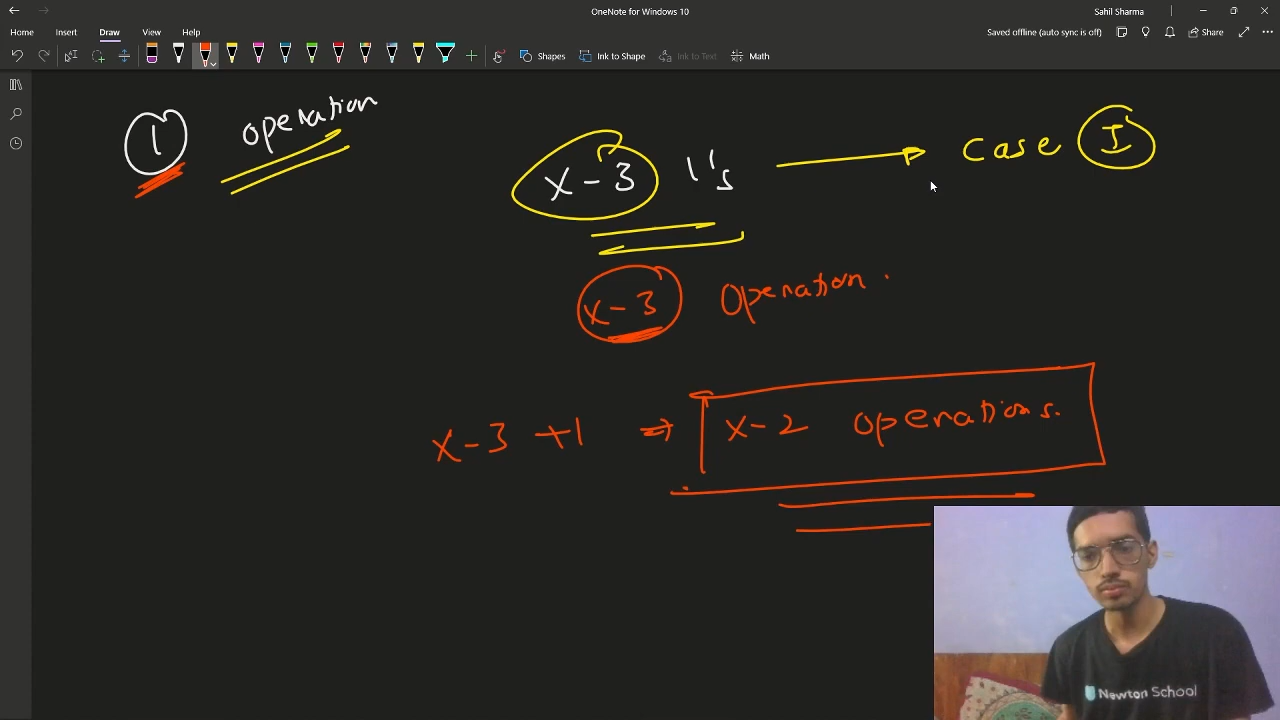 OneNote for Windows 10
Sahil Sharma
Home Insert Draw View Help
Saved offline (auto sync is off)
Share
Shapes
Ink to Shape
Ink to Text
Math
1 operation
x-3 1's
case I
x-3 operation.
x-3 +1 => x-2 operations.
Newton School